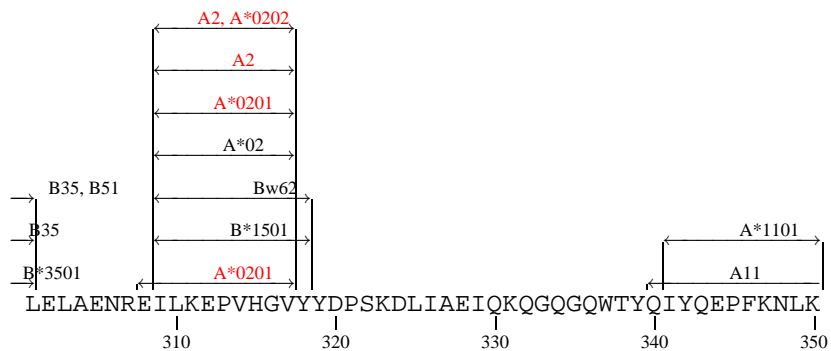 A2, A*0202
A2
A*0201
A*02
B35, B51 Bw62
B35 B*1501 A*1101
B*3501 A*0201 A11
LELAENREILKEPVHGVYYDPSKDLIAEIQKQGQGQWTYQIYQEPFKNLK
310 320 330 340 350